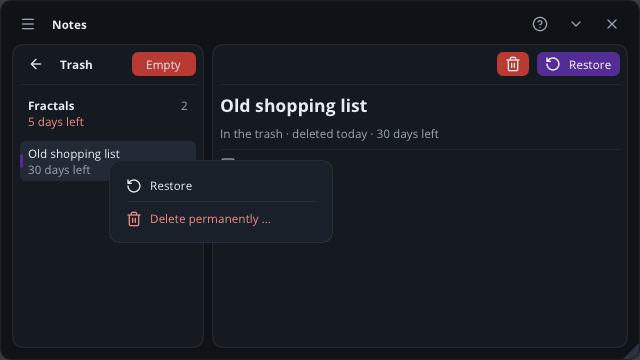 Notes
Trash
Empty
Restore
Fractals 2
5 days left
Old shopping list
30 days left
Old shopping list
In the trash · deleted today · 30 days left
Restore
Delete permanently ...